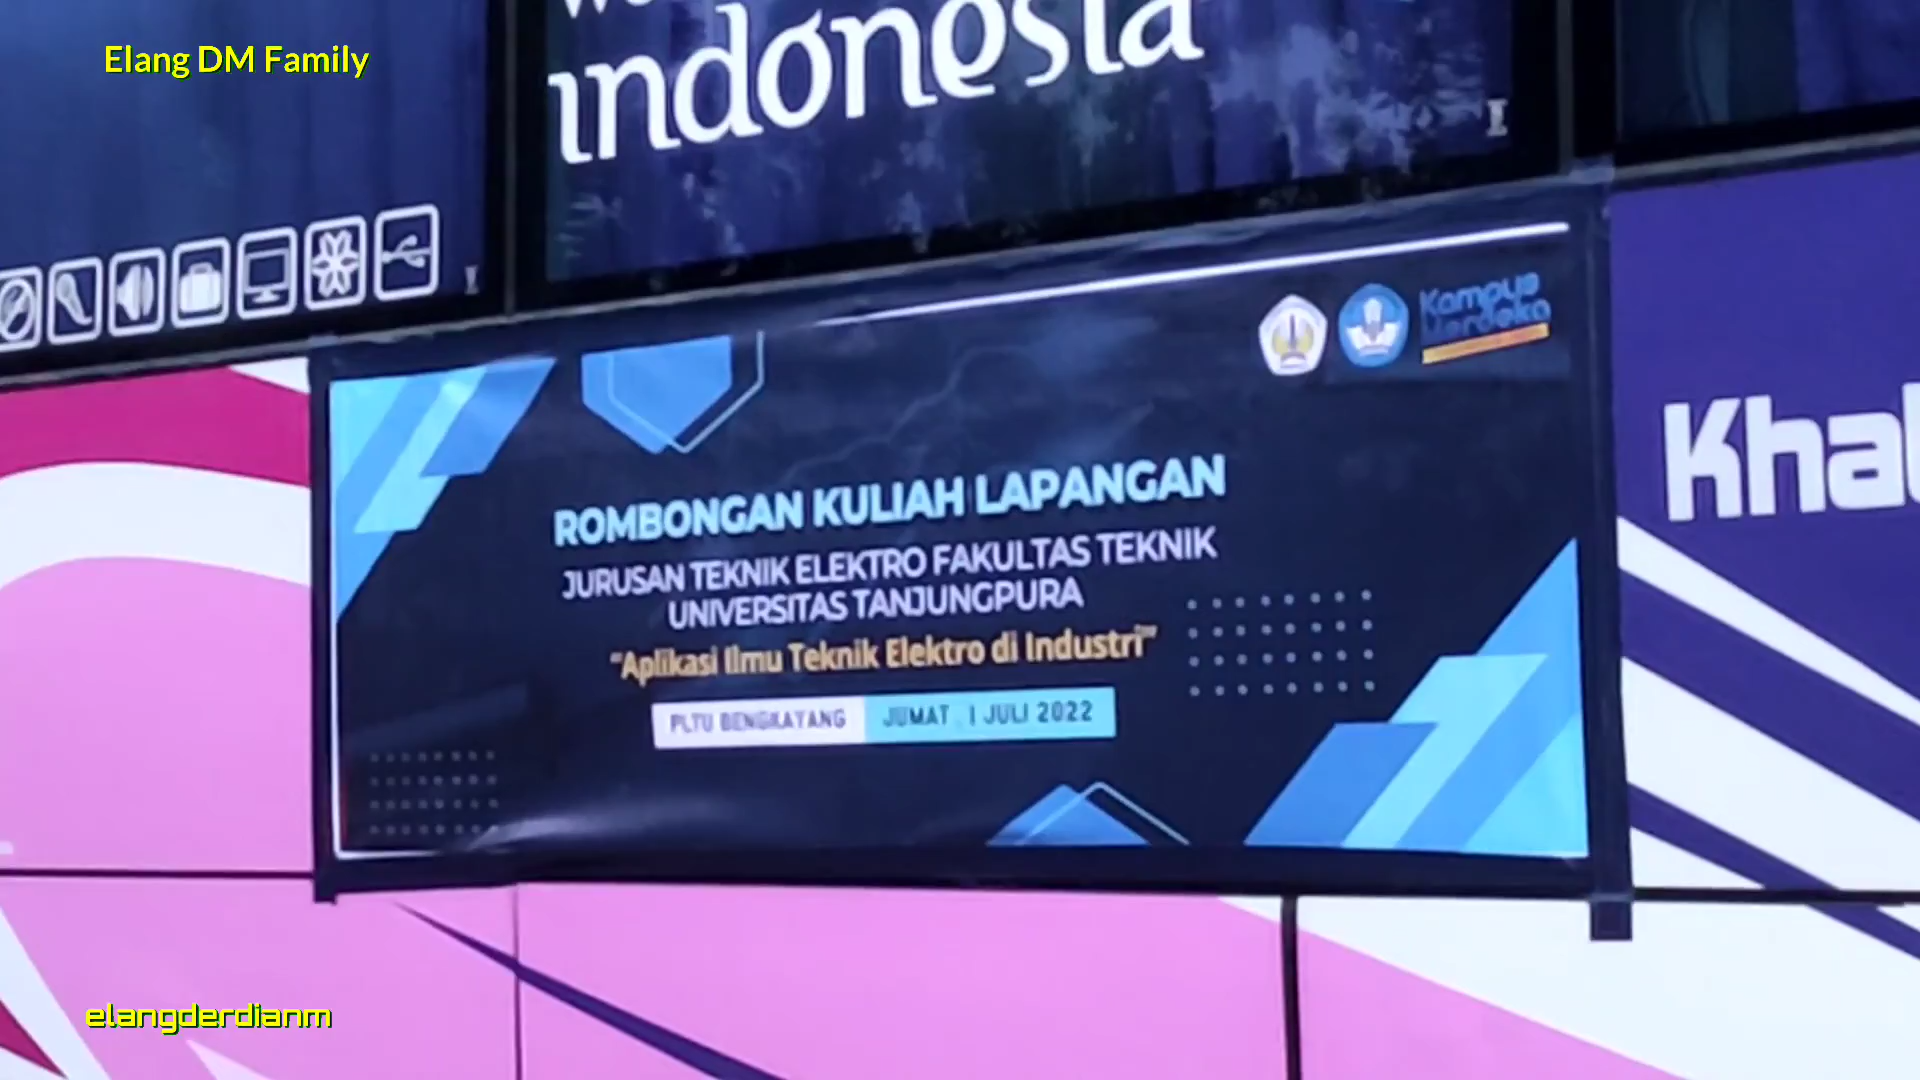 Elang DM Family
indonesia
Kampus
Merdeka
Kha
ROMBONGAN KULIAH LAPANGAN
JURUSAN TEKNIK ELEKTRO FAKULTAS TEKNIK
UNIVERSITAS TANJUNGPURA
"Aplikasi Ilmu Teknik Elektro di Industri"
PLTU BENGKAYANG JUMAT, 1 JULI 2022
elangderdianm